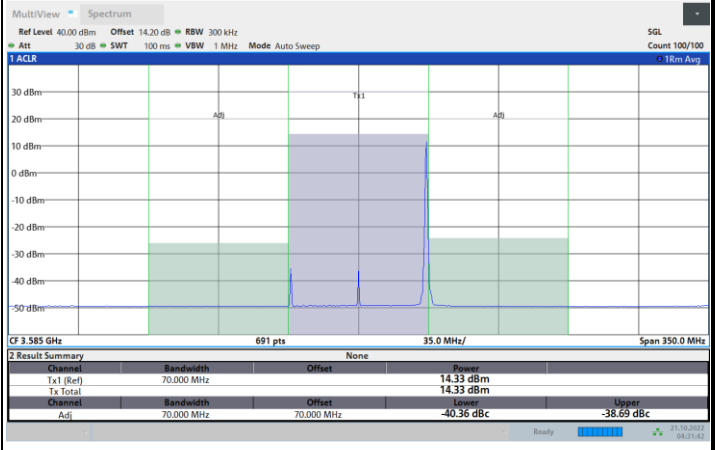 MultiView Spectrum
Ref Level 40.00 dBm Offset 14.20 dB RBW 300 kHz SGL
Att 30 dB SWT 100 ms VBW 1 MHz Mode Auto Sweep Count 100/100
1 ACLR 1Rm Avg
30 dBm
Tx1
20 dBm
Adj Adj
10 dBm
0 dBm
-10 dBm
-20 dBm
-30 dBm
-40 dBm
-50 dBm
CF 3.585 GHz 691 pts 35.0 MHz/ Span 350.0 MHz
2 Result Summary None
Channel Bandwidth Offset Power
Tx1 (Ref) 70.000 MHz 14.33 dBm
Tx Total 14.33 dBm
Channel Bandwidth Offset Lower Upper
Adj 70.000 MHz 70.000 MHz -40.36 dBc -38.69 dBc
Ready 21.10.2022
04:31:42